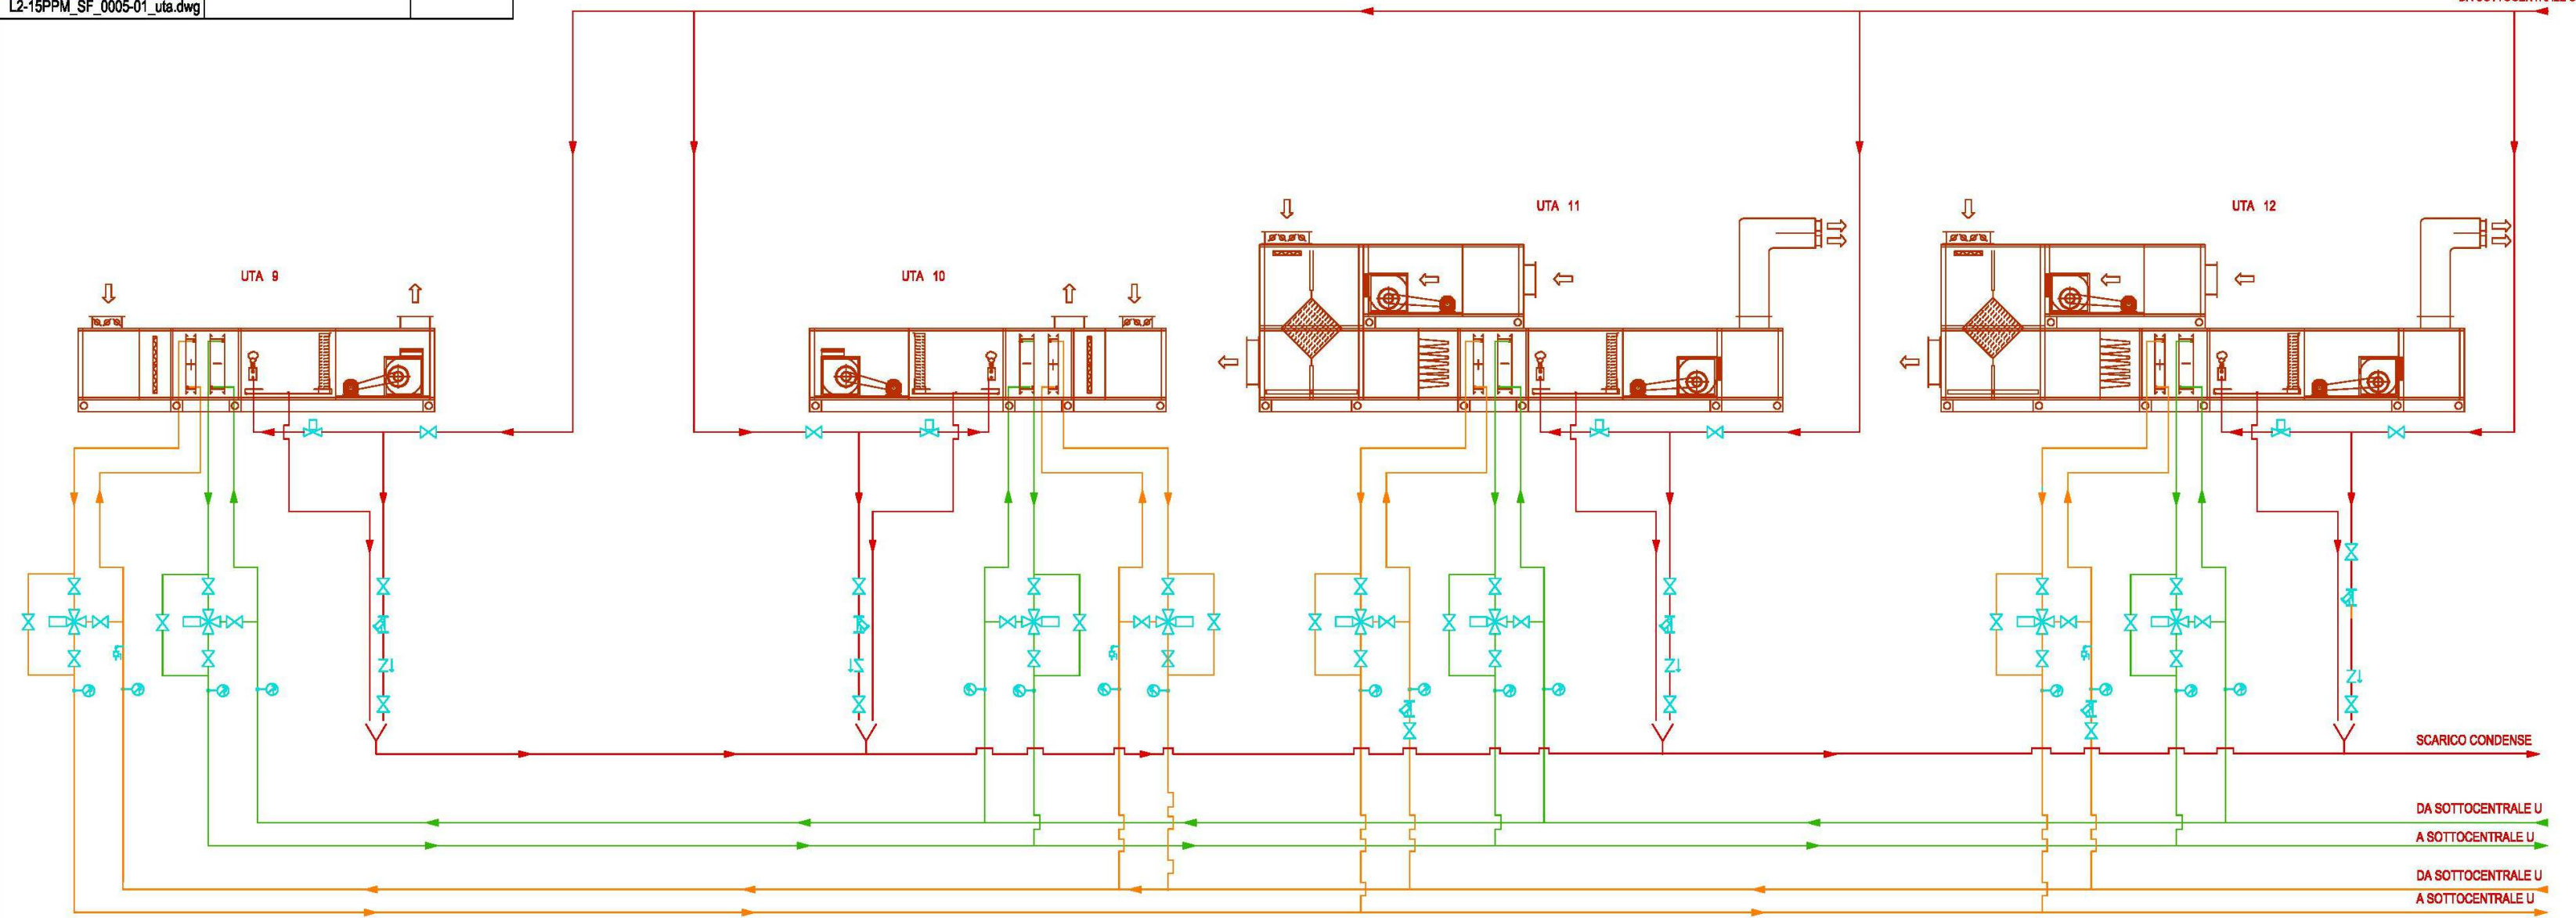 L2-15PPM_SF_0005-01_uta.dwg
UTA 11
UTA 12
UTA 9
UTA 10
SCARICO CONDENSE
DA SOTTOCENTRALE U
A SOTTOCENTRALE U
DA SOTTOCENTRALE U
A SOTTOCENTRALE U